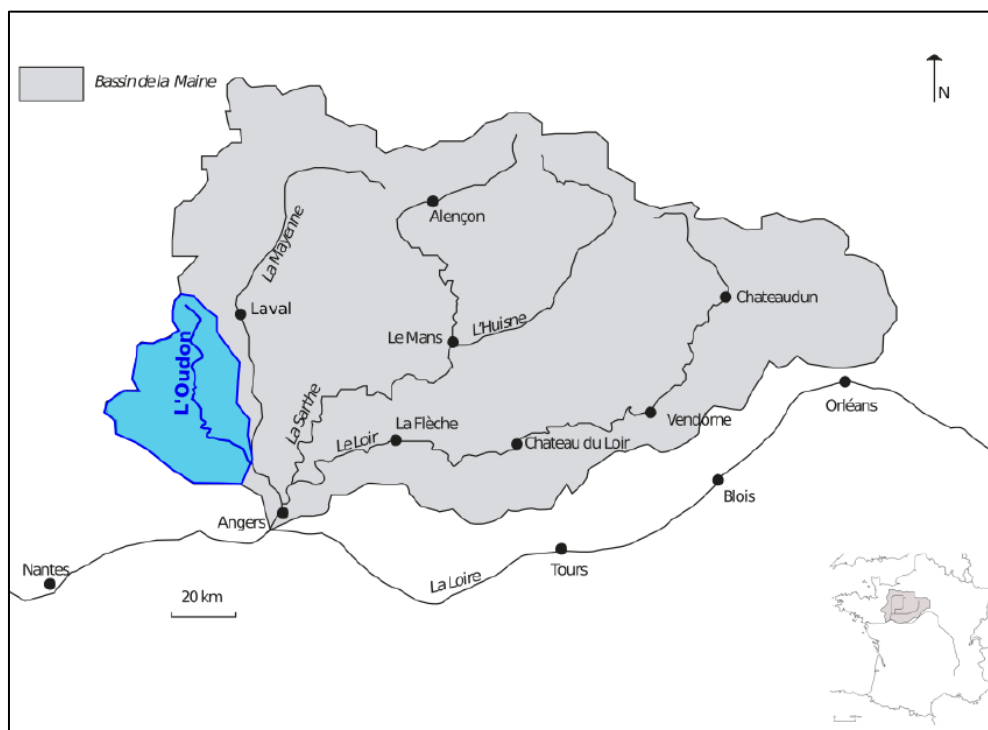 Bassin de la Maine
N
Alençon
La Mayenne
Laval
Chateaudun
L'Huisne
Le Mans
L'Oudon
La Sarthe
Orléans
La Flèche
Vendome
Le Loir
Chateau du Loir
Blois
Angers
Tours
Nantes
La Loire
20 km